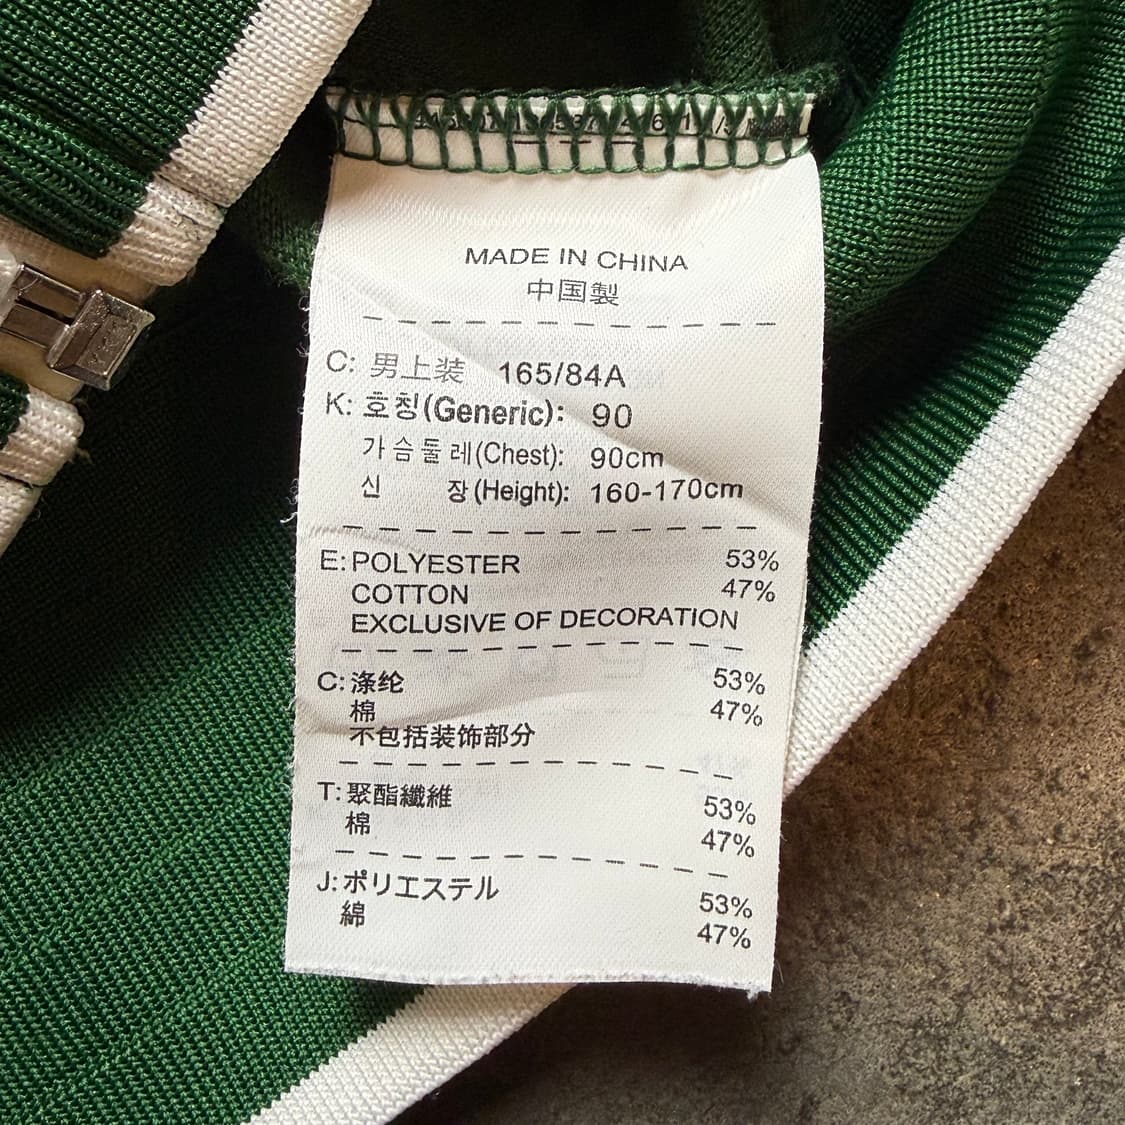 MADE IN CHINA
中国製
C: 男上装 165/84A
K: 호칭(Generic): 90
가슴둘레(Chest): 90cm
신 장(Height): 160-170cm
E: POLYESTER 53%
COTTON 47%
EXCLUSIVE OF DECORATION
C: 涤纶 53%
棉 47%
不包括装饰部分
T: 聚酯纖維 53%
棉 47%
J: ポリエステル 53%
綿 47%